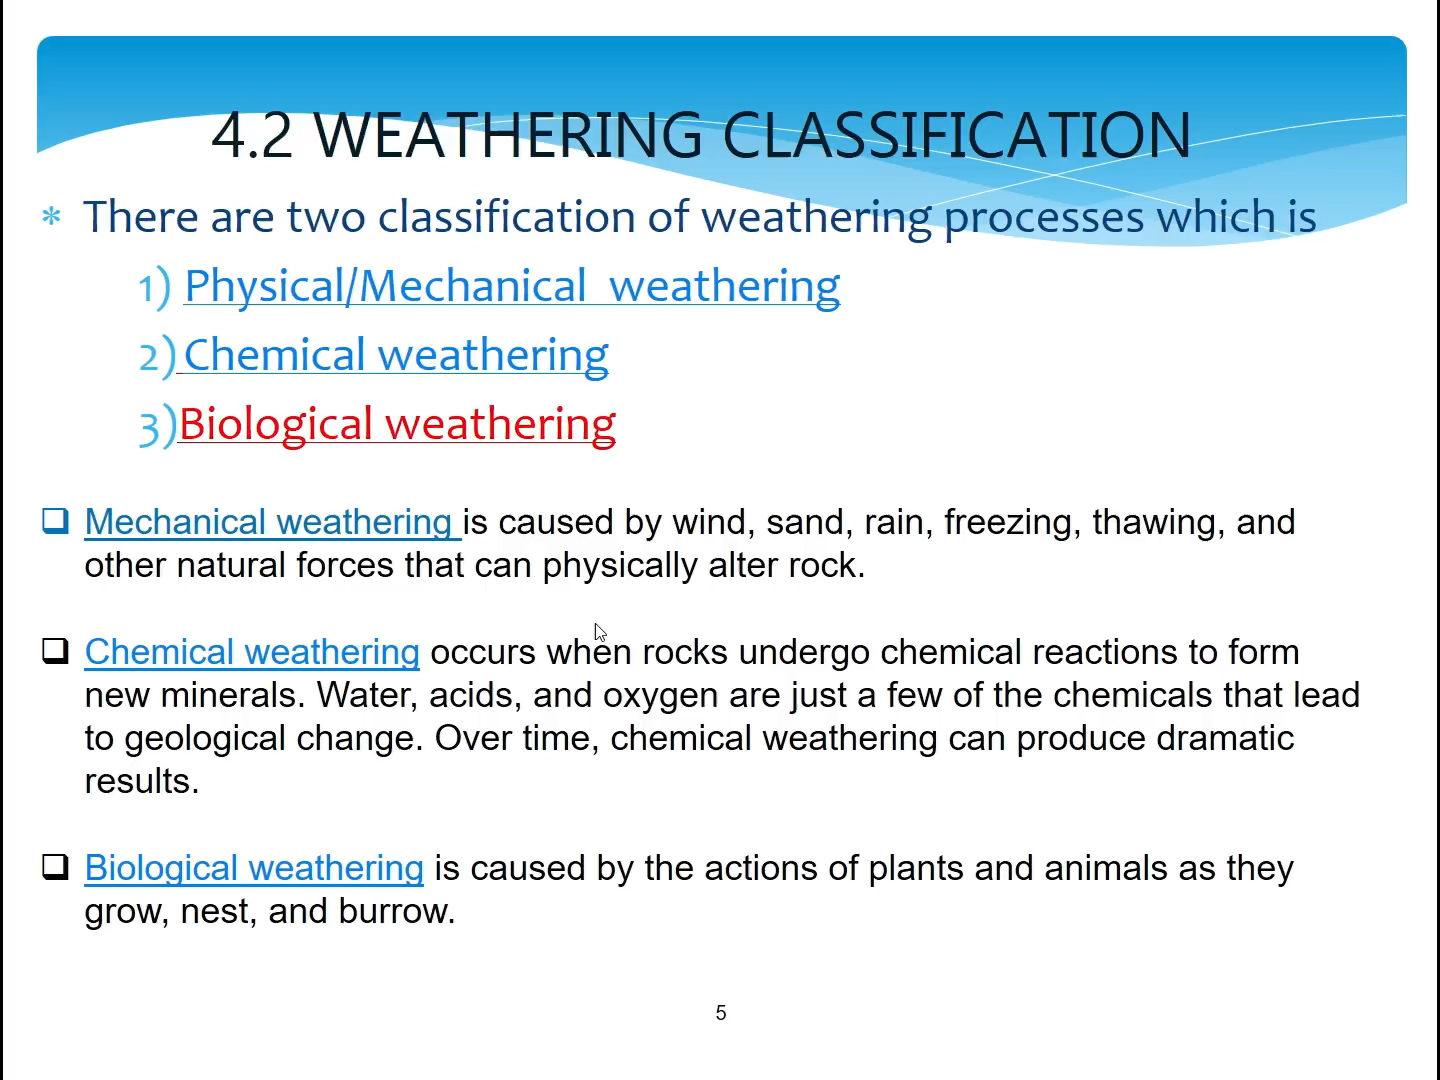 4.2 WEATHERING CLASSIFICATION
* There are two classification of weathering processes which is
1) Physical/Mechanical weathering
2) Chemical weathering
3)Biological weathering
❑ Mechanical weathering is caused by wind, sand, rain, freezing, thawing, and
other natural forces that can physically alter rock.
❑ Chemical weathering occurs when rocks undergo chemical reactions to form
new minerals. Water, acids, and oxygen are just a few of the chemicals that lead
to geological change. Over time, chemical weathering can produce dramatic
results.
❑ Biological weathering is caused by the actions of plants and animals as they
grow, nest, and burrow.
5